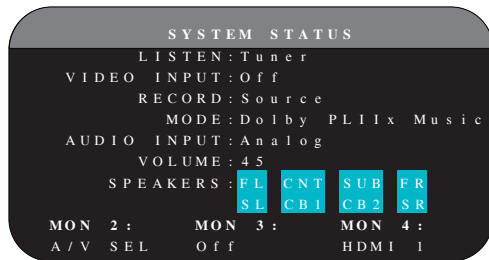 SYSTEM STATUS
LISTEN:Tuner
VIDEO INPUT:Off
RECORD:Source
MODE:Dolby PLIIx Music
AUDIO INPUT:Analog
VOLUME:45
SPEAKERS:FL CNT SUB FR
SL CB1 CB2 SR
MON 2: MON 3: MON 4:
A/V SEL Off HDMI 1